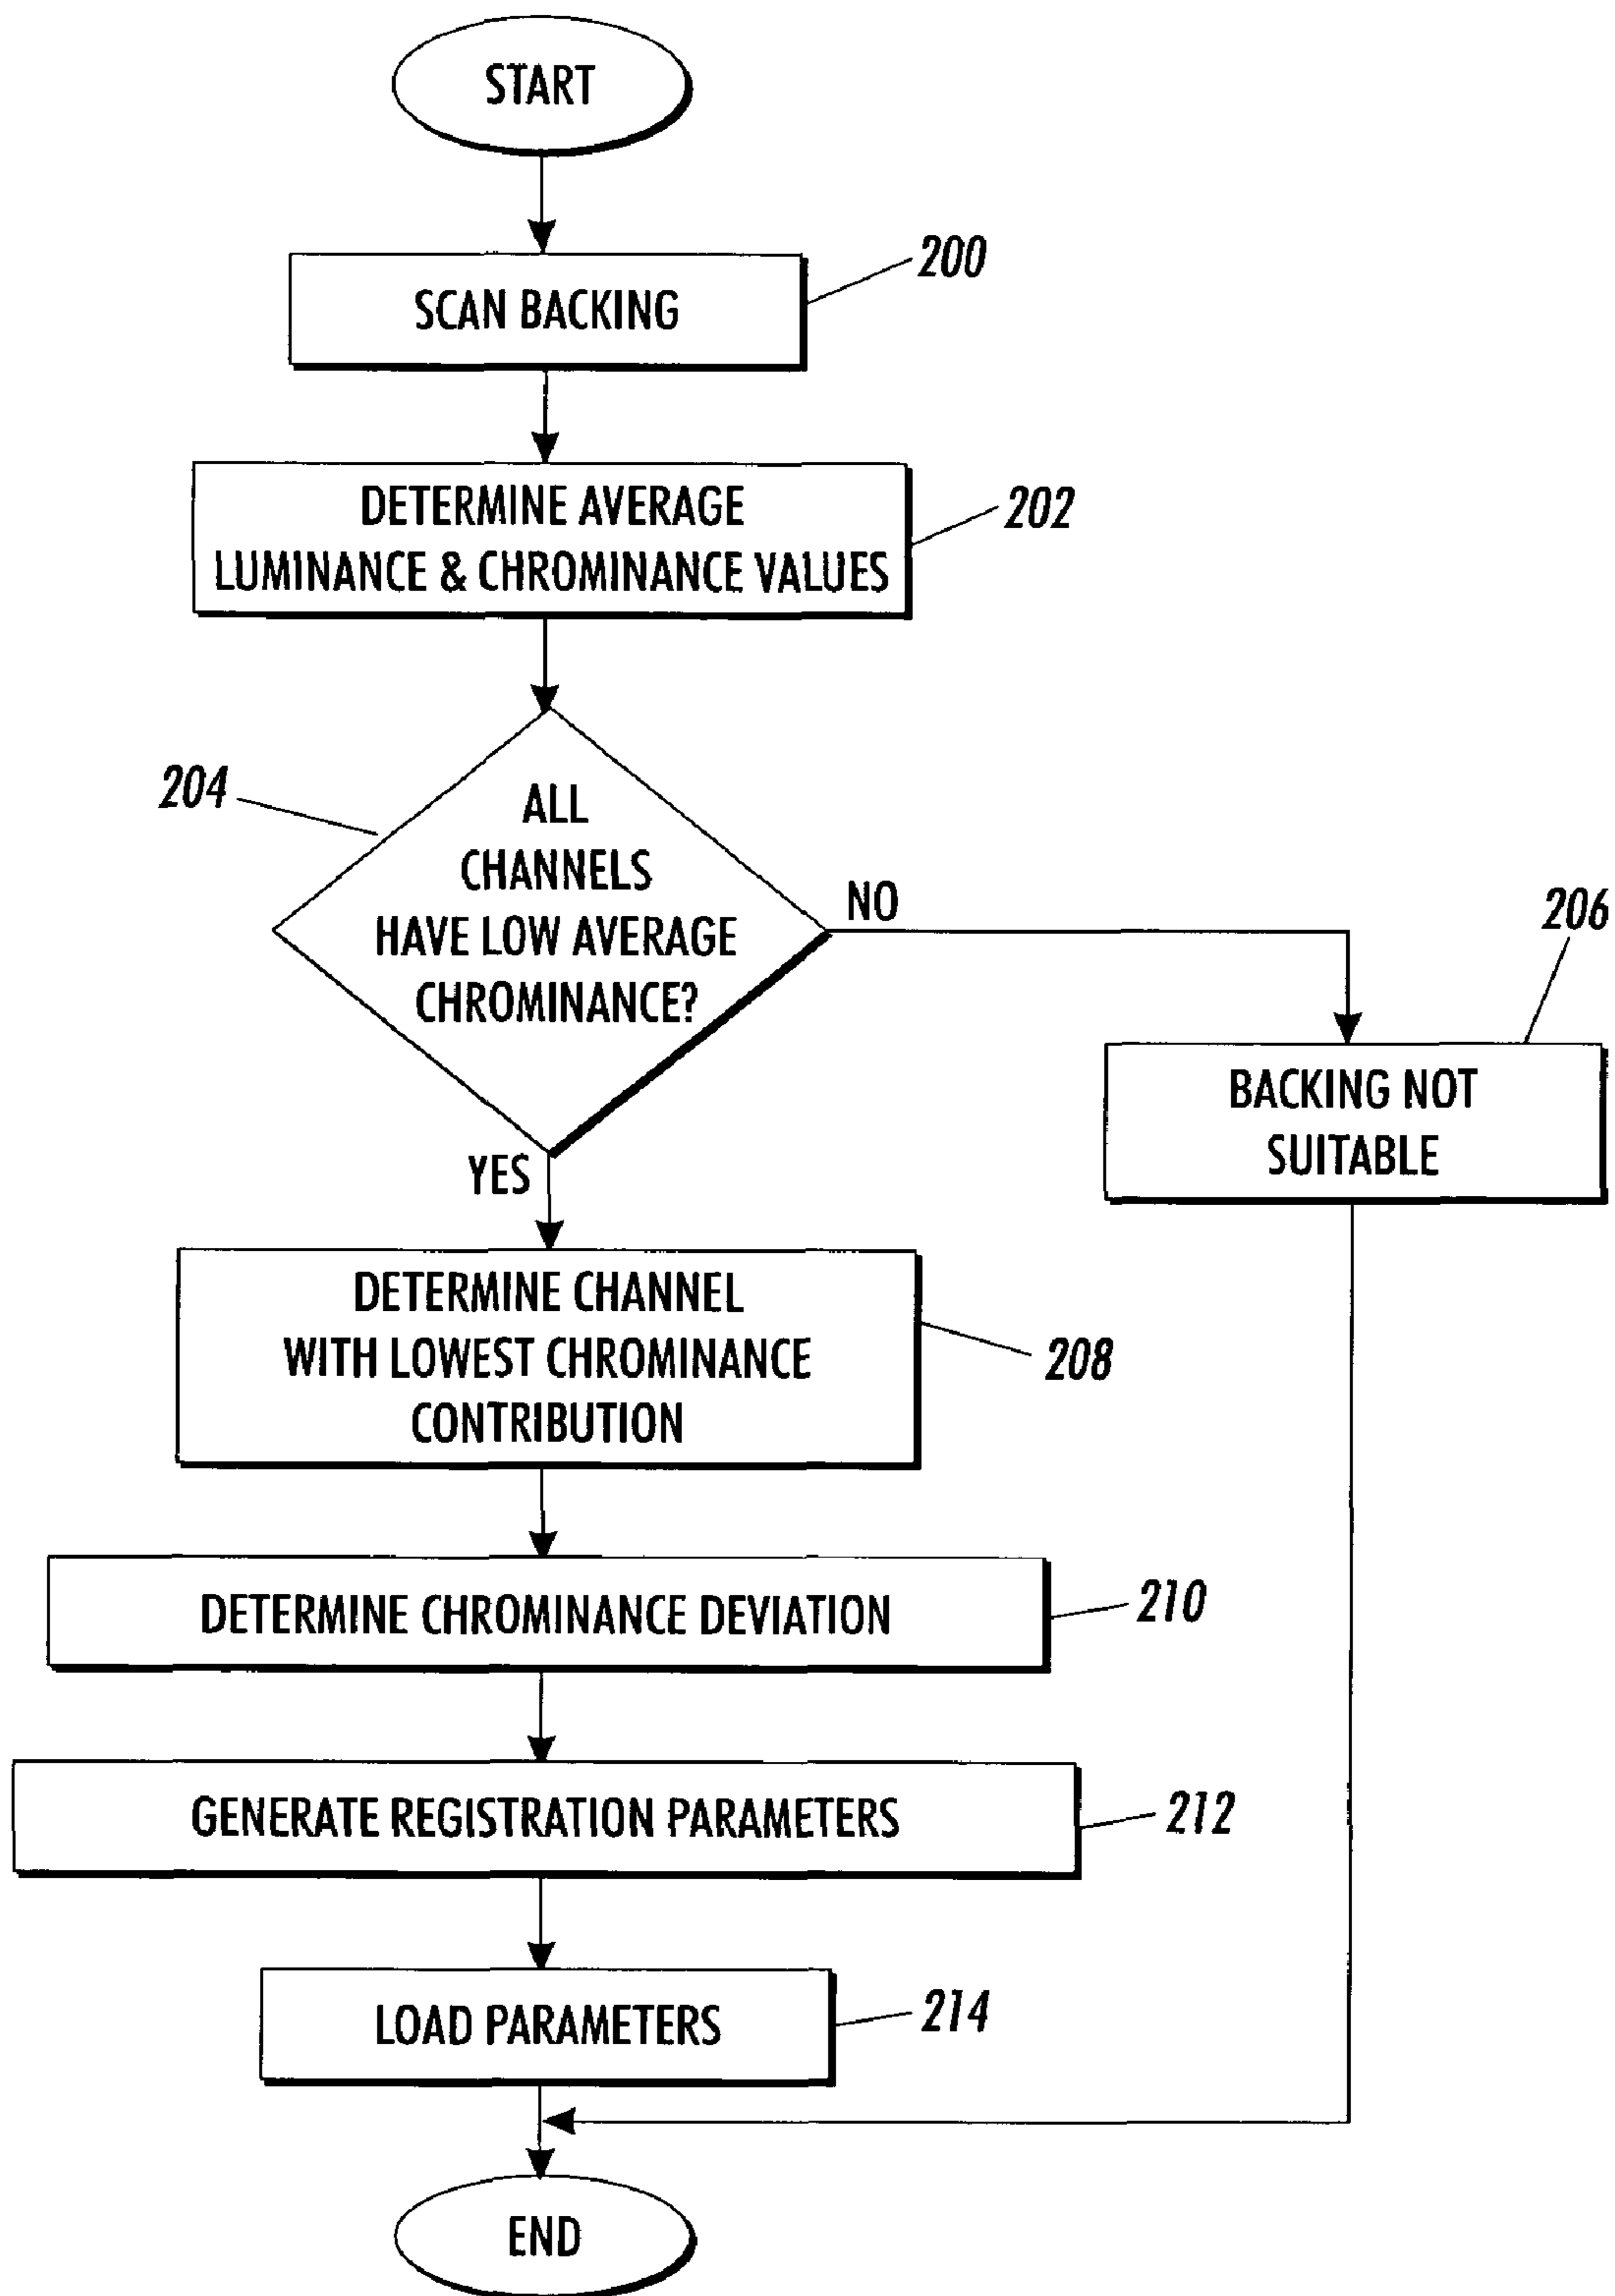 START
SCAN BACKING
200
DETERMINE AVERAGE
LUMINANCE & CHROMINANCE VALUES
202
204
ALL
CHANNELS
HAVE LOW AVERAGE
CHROMINANCE?
NO
206
BACKING NOT
SUITABLE
YES
DETERMINE CHANNEL
WITH LOWEST CHROMINANCE
CONTRIBUTION
208
DETERMINE CHROMINANCE DEVIATION
210
GENERATE REGISTRATION PARAMETERS
212
LOAD PARAMETERS
214
END